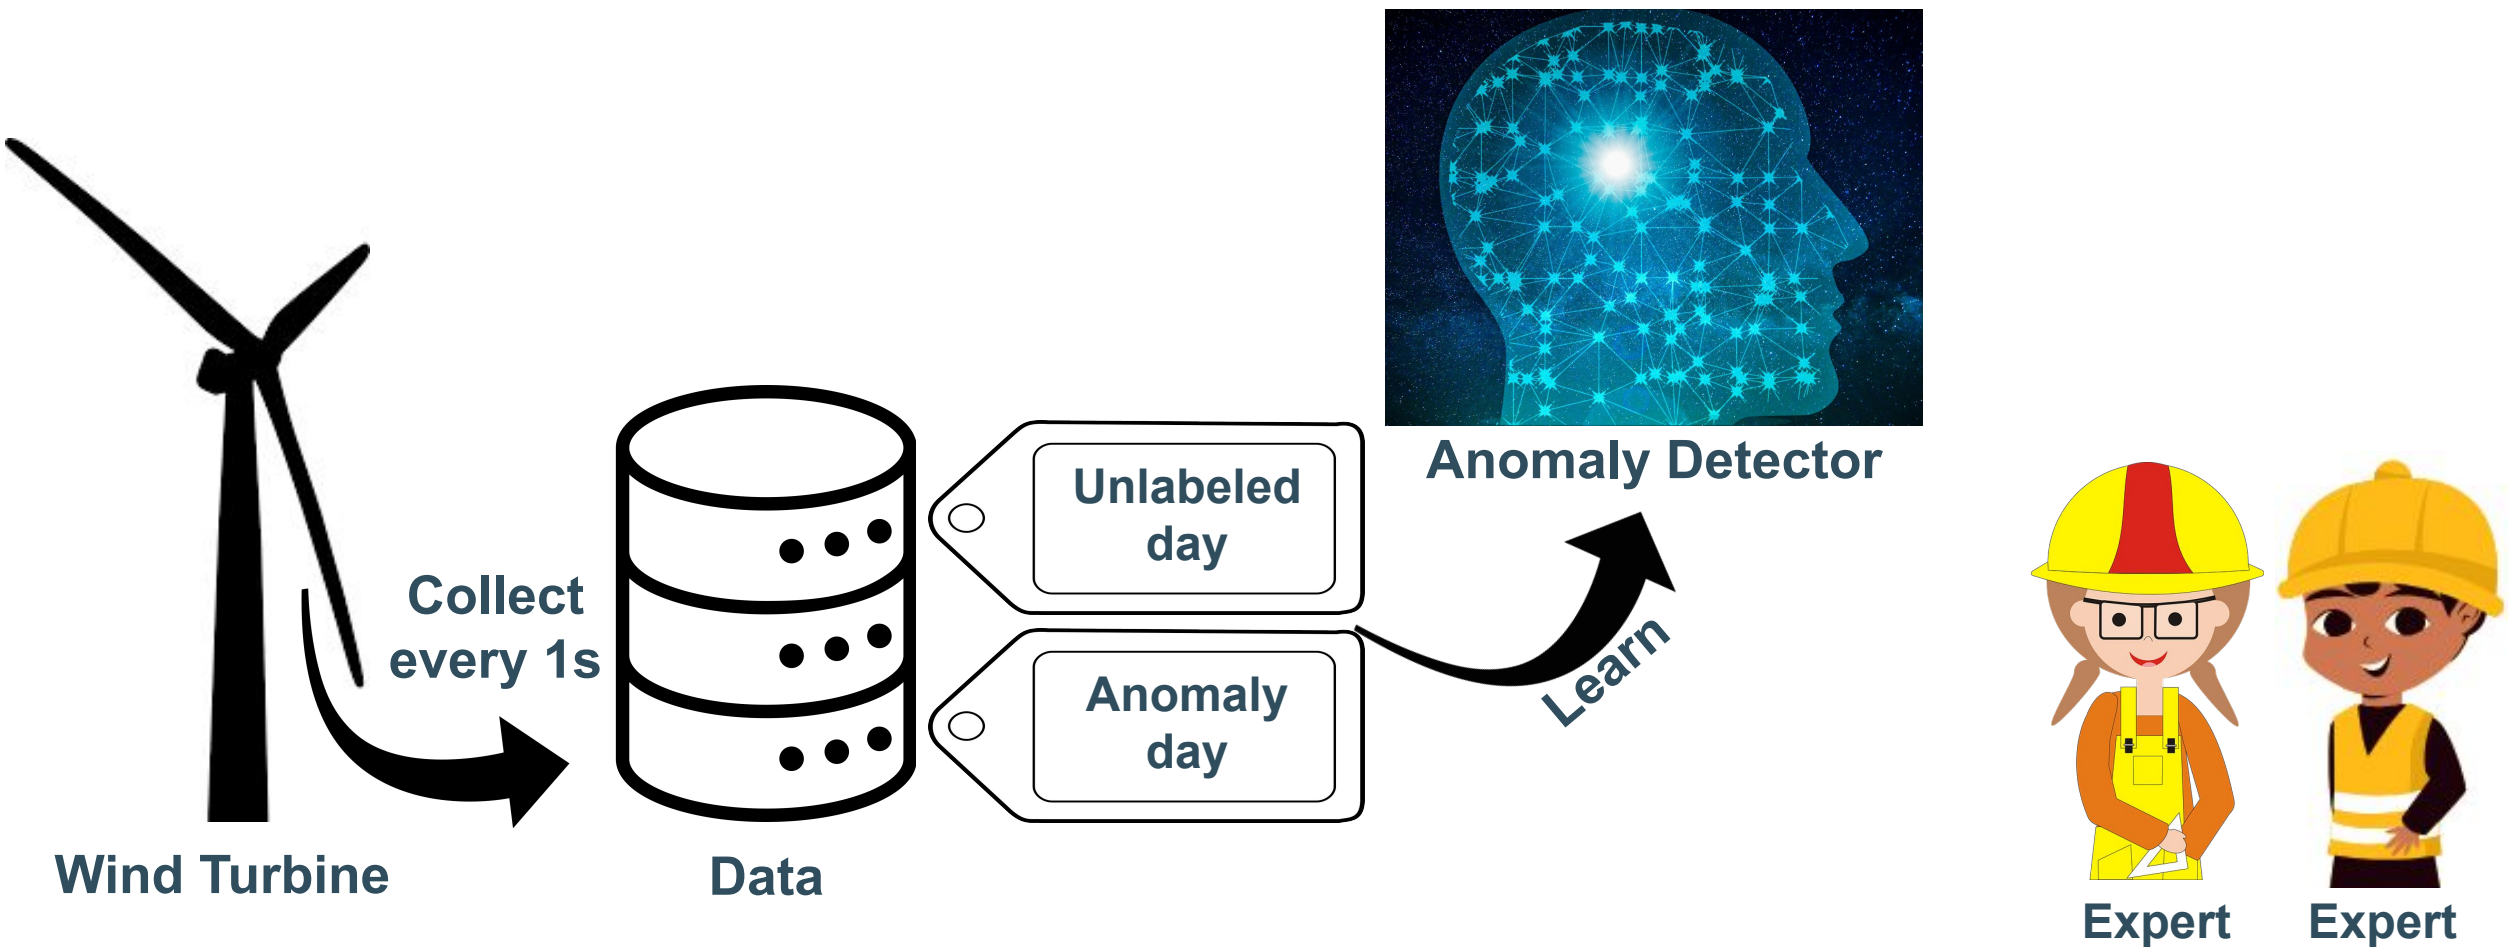 Anomaly Detector
Unlabeled
day
Collect
every 1s
Learn
Anomaly
day
Wind Turbine
Data
Expert
Expert